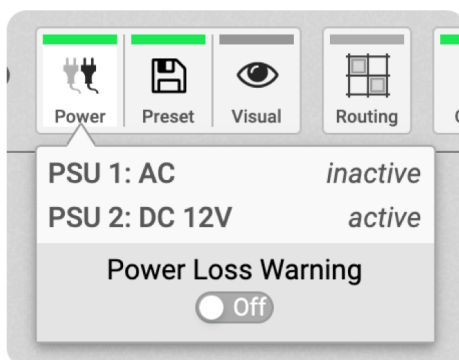 Power Preset Visual Routing
PSU 1: AC inactive
PSU 2: DC 12V active
Power Loss Warning
Off